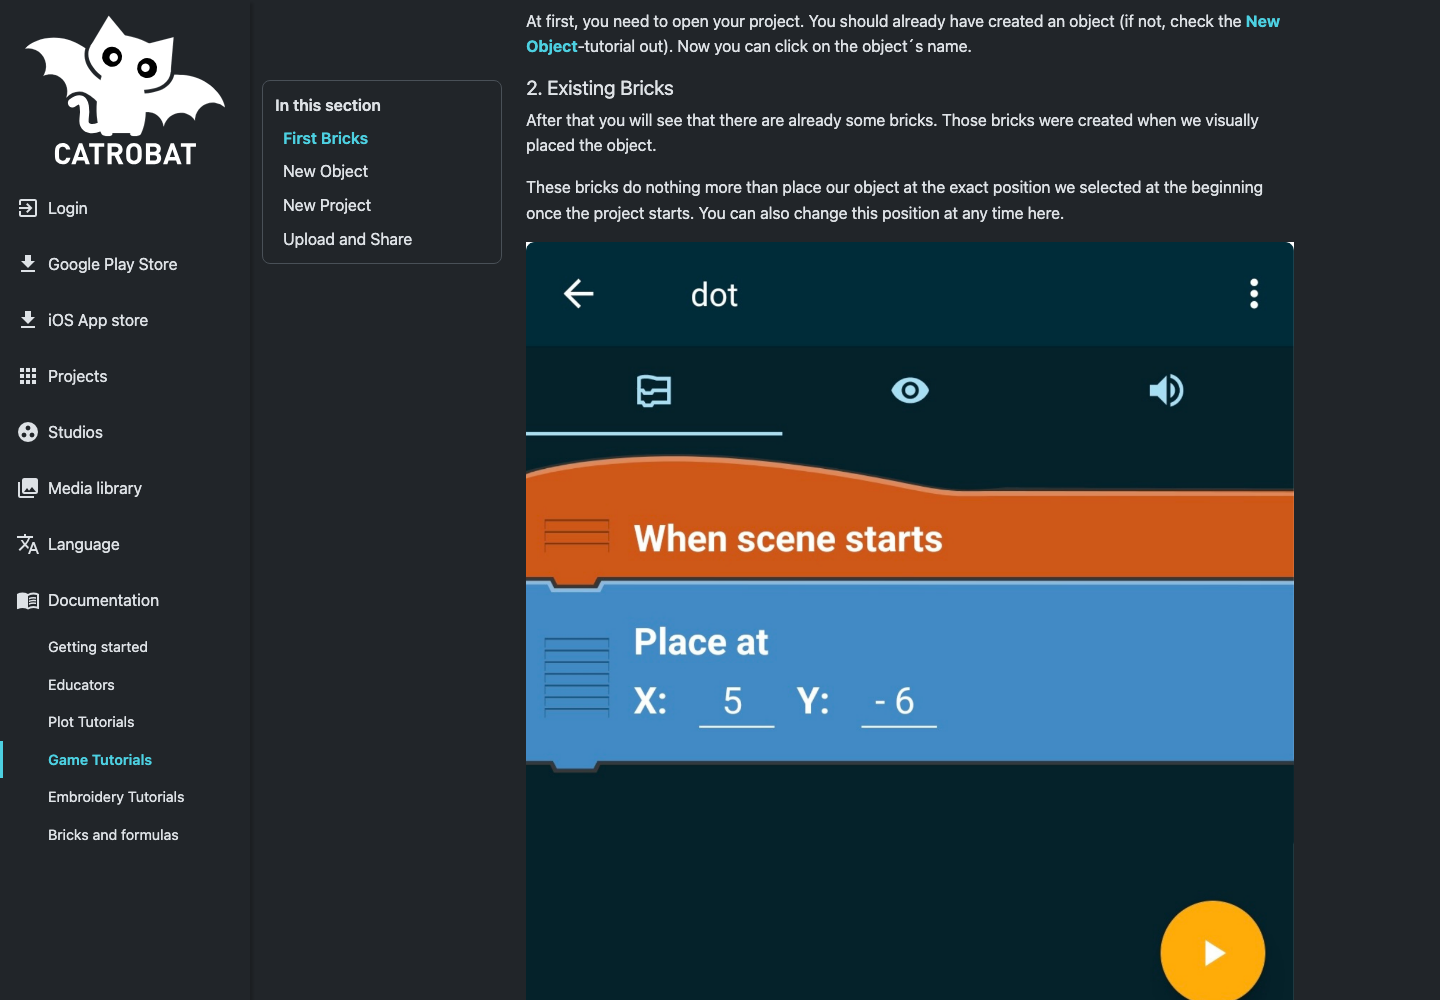 CATROBAT
Login
Google Play Store
iOS App store
Projects
Studios
Media library
Language
Documentation
Getting started
Educators
Plot Tutorials
Game Tutorials
Embroidery Tutorials
Bricks and formulas
In this section
First Bricks
New Object
New Project
Upload and Share
At first, you need to open your project. You should already have created an object (if not, check the New
Object-tutorial out). Now you can click on the object´s name.
2. Existing Bricks
After that you will see that there are already some bricks. Those bricks were created when we visually
placed the object.
These bricks do nothing more than place our object at the exact position we selected at the beginning
once the project starts. You can also change this position at any time here.
dot
When scene starts
Place at
X: 5 Y: - 6